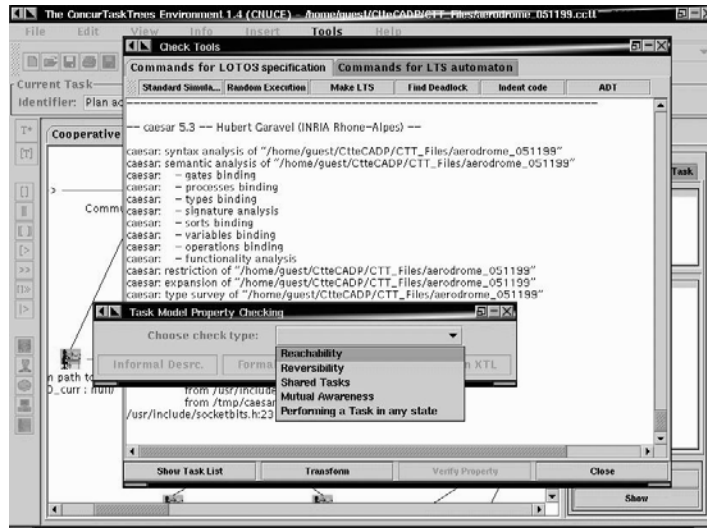 The ConcurTaskTrees Environment 1.4 (CNUCE) - /home/guest/CtteCADP/CTT_Files/aerodrome_051199.cctt
File Edit View Info Insert Tools Help
Check Tools
Commands for LOTOS specification Commands for LTS automaton
Current Task
Standard Simula... Random Execution Make LTS Find Deadlock Indent code ADT
Identifier: Plan ac
-- caesar 5.3 -- Hubert Garavel (INRIA Rhone-Alpes) --
Cooperative
caesar: syntax analysis of "/home/guest/CtteCADP/CTT_Files/aerodrome_051199"
caesar: semantic analysis of "/home/guest/CtteCADP/CTT_Files/aerodrome_051199"
caesar: - gates binding
Task
caesar: - processes binding
caesar: - types binding
Commu
caesar: - signature analysis
caesar: - sorts binding
caesar: - variables binding
caesar: - operations binding
caesar: - functionality analysis
caesar: restriction of "/home/guest/CtteCADP/CTT_Files/aerodrome_051199"
caesar: expansion of "/home/guest/CtteCADP/CTT_Files/aerodrome_051199"
caesar: type survey of "/home/guest/CtteCADP/CTT_Files/aerodrome_051199"
Task Model Property Checking
Choose check type:
Reachability
Informal Desrc. Forma n XTL
Reversibility
n path to
Shared Tasks
O_curr : null)
from /usr/include
Mutual Awareness
from /tmp/caesar
Performing a Task in any state
/usr/include/socketbits.h:23
Show Task List Transform Verify Property Close
Show